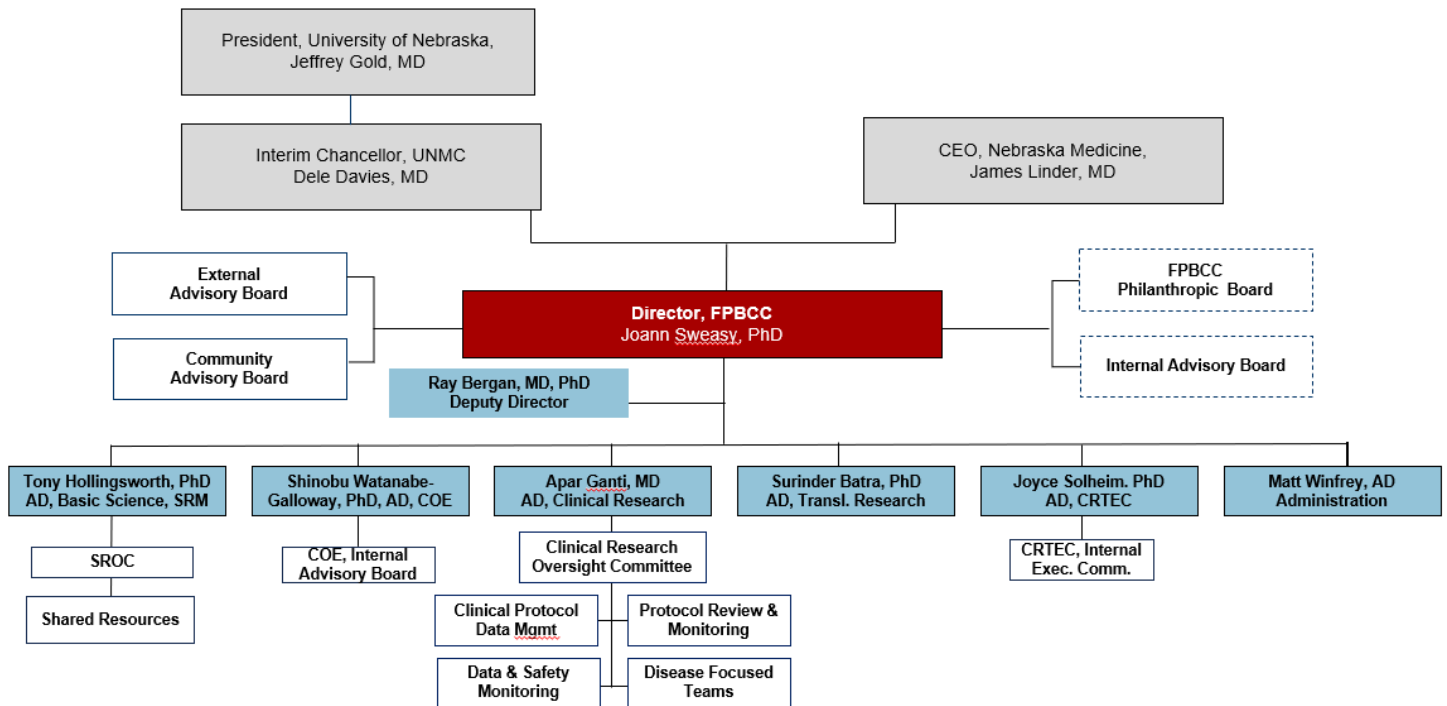 President, University of Nebraska,
Jeffrey Gold, MD
Interim Chancellor, UNMC
Dele Davies, MD
CEO, Nebraska Medicine,
James Linder, MD
External
Advisory Board
FPBCC
Philanthropic Board
Director, FPBCC
Joann Sweasy, PhD
Community
Advisory Board
Internal Advisory Board
Ray Bergan, MD, PhD
Deputy Director
Tony Hollingsworth, PhD
AD, Basic Science, SRM
Shinobu Watanabe-
Galloway, PhD, AD, COE
Apar Ganti, MD
AD, Clinical Research
Surinder Batra, PhD
AD, Transl. Research
Joyce Solheim. PhD
AD, CRTEC
Matt Winfrey, AD
Administration
SROC
COE, Internal
Advisory Board
Clinical Research
Oversight Committee
CRTEC, Internal
Exec. Comm.
Shared Resources
Clinical Protocol
Data Mgmt
Protocol Review &
Monitoring
Data & Safety
Monitoring
Disease Focused
Teams